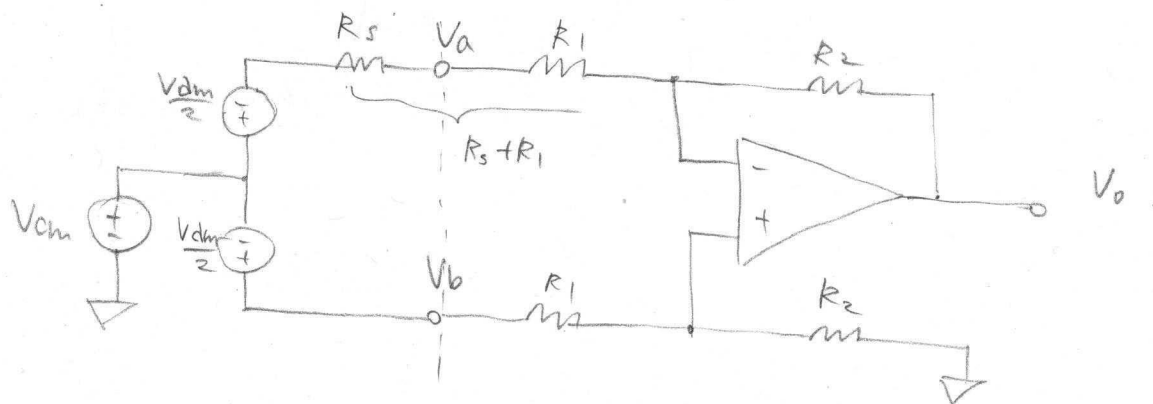 Rs Va R1 R2
Vdm/2
- +
Rs + R1
Vcm
+ -
Vdm/2
- +
- +
Vo
Vb R1 R2